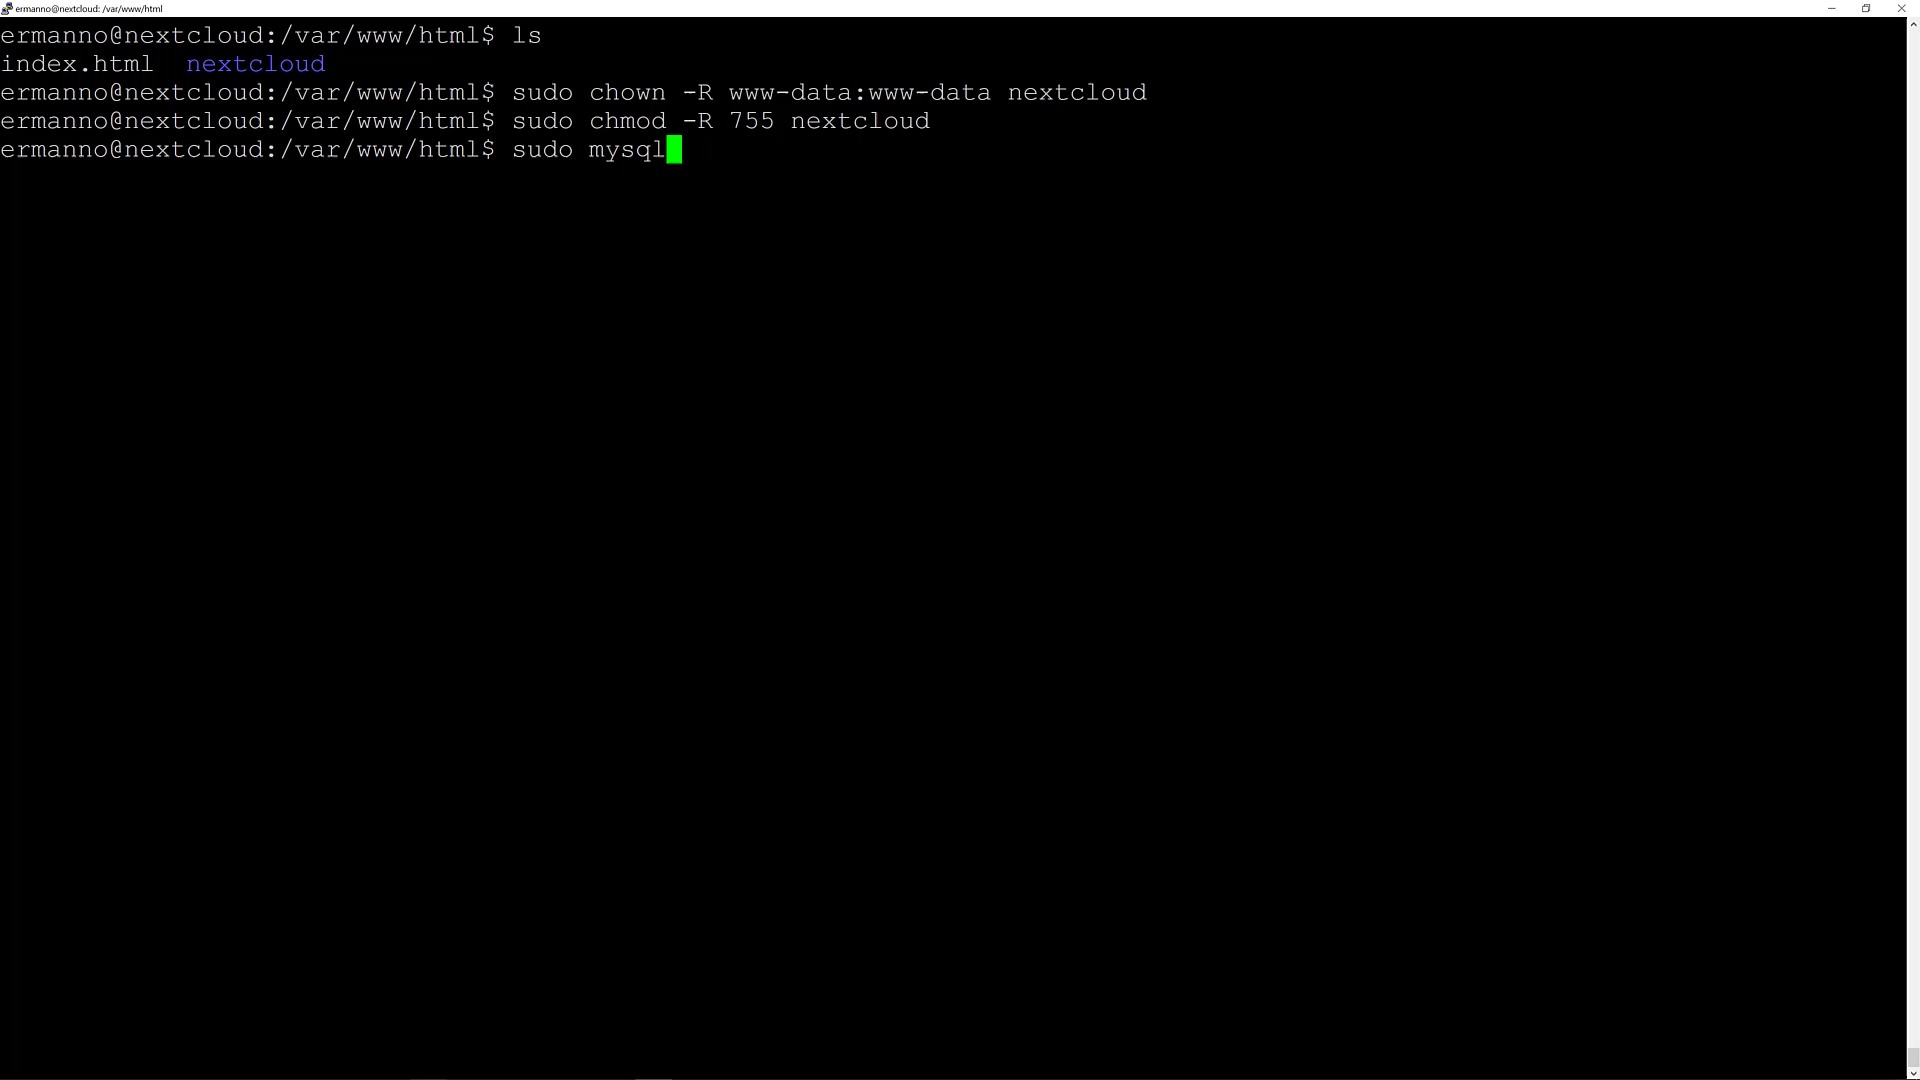 ermanno@nextcloud: /var/www/html
ermanno@nextcloud:/var/www/html$ ls
index.html  nextcloud
ermanno@nextcloud:/var/www/html$ sudo chown -R www-data:www-data nextcloud
ermanno@nextcloud:/var/www/html$ sudo chmod -R 755 nextcloud
ermanno@nextcloud:/var/www/html$ sudo mysql